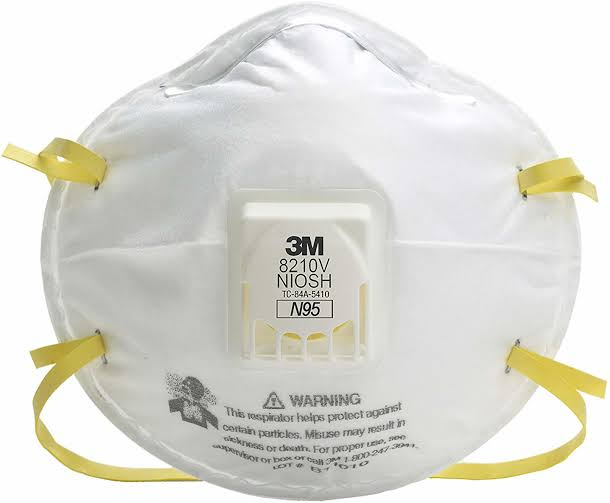 3M
8210V
NIOSH
TC-84A-5410
N95
WARNING
This respirator helps protect against
certain particles. Misuse may result in
sickness or death. For proper use, see
supervisor or box or call 3M 1-800-247-3941.
LOT #